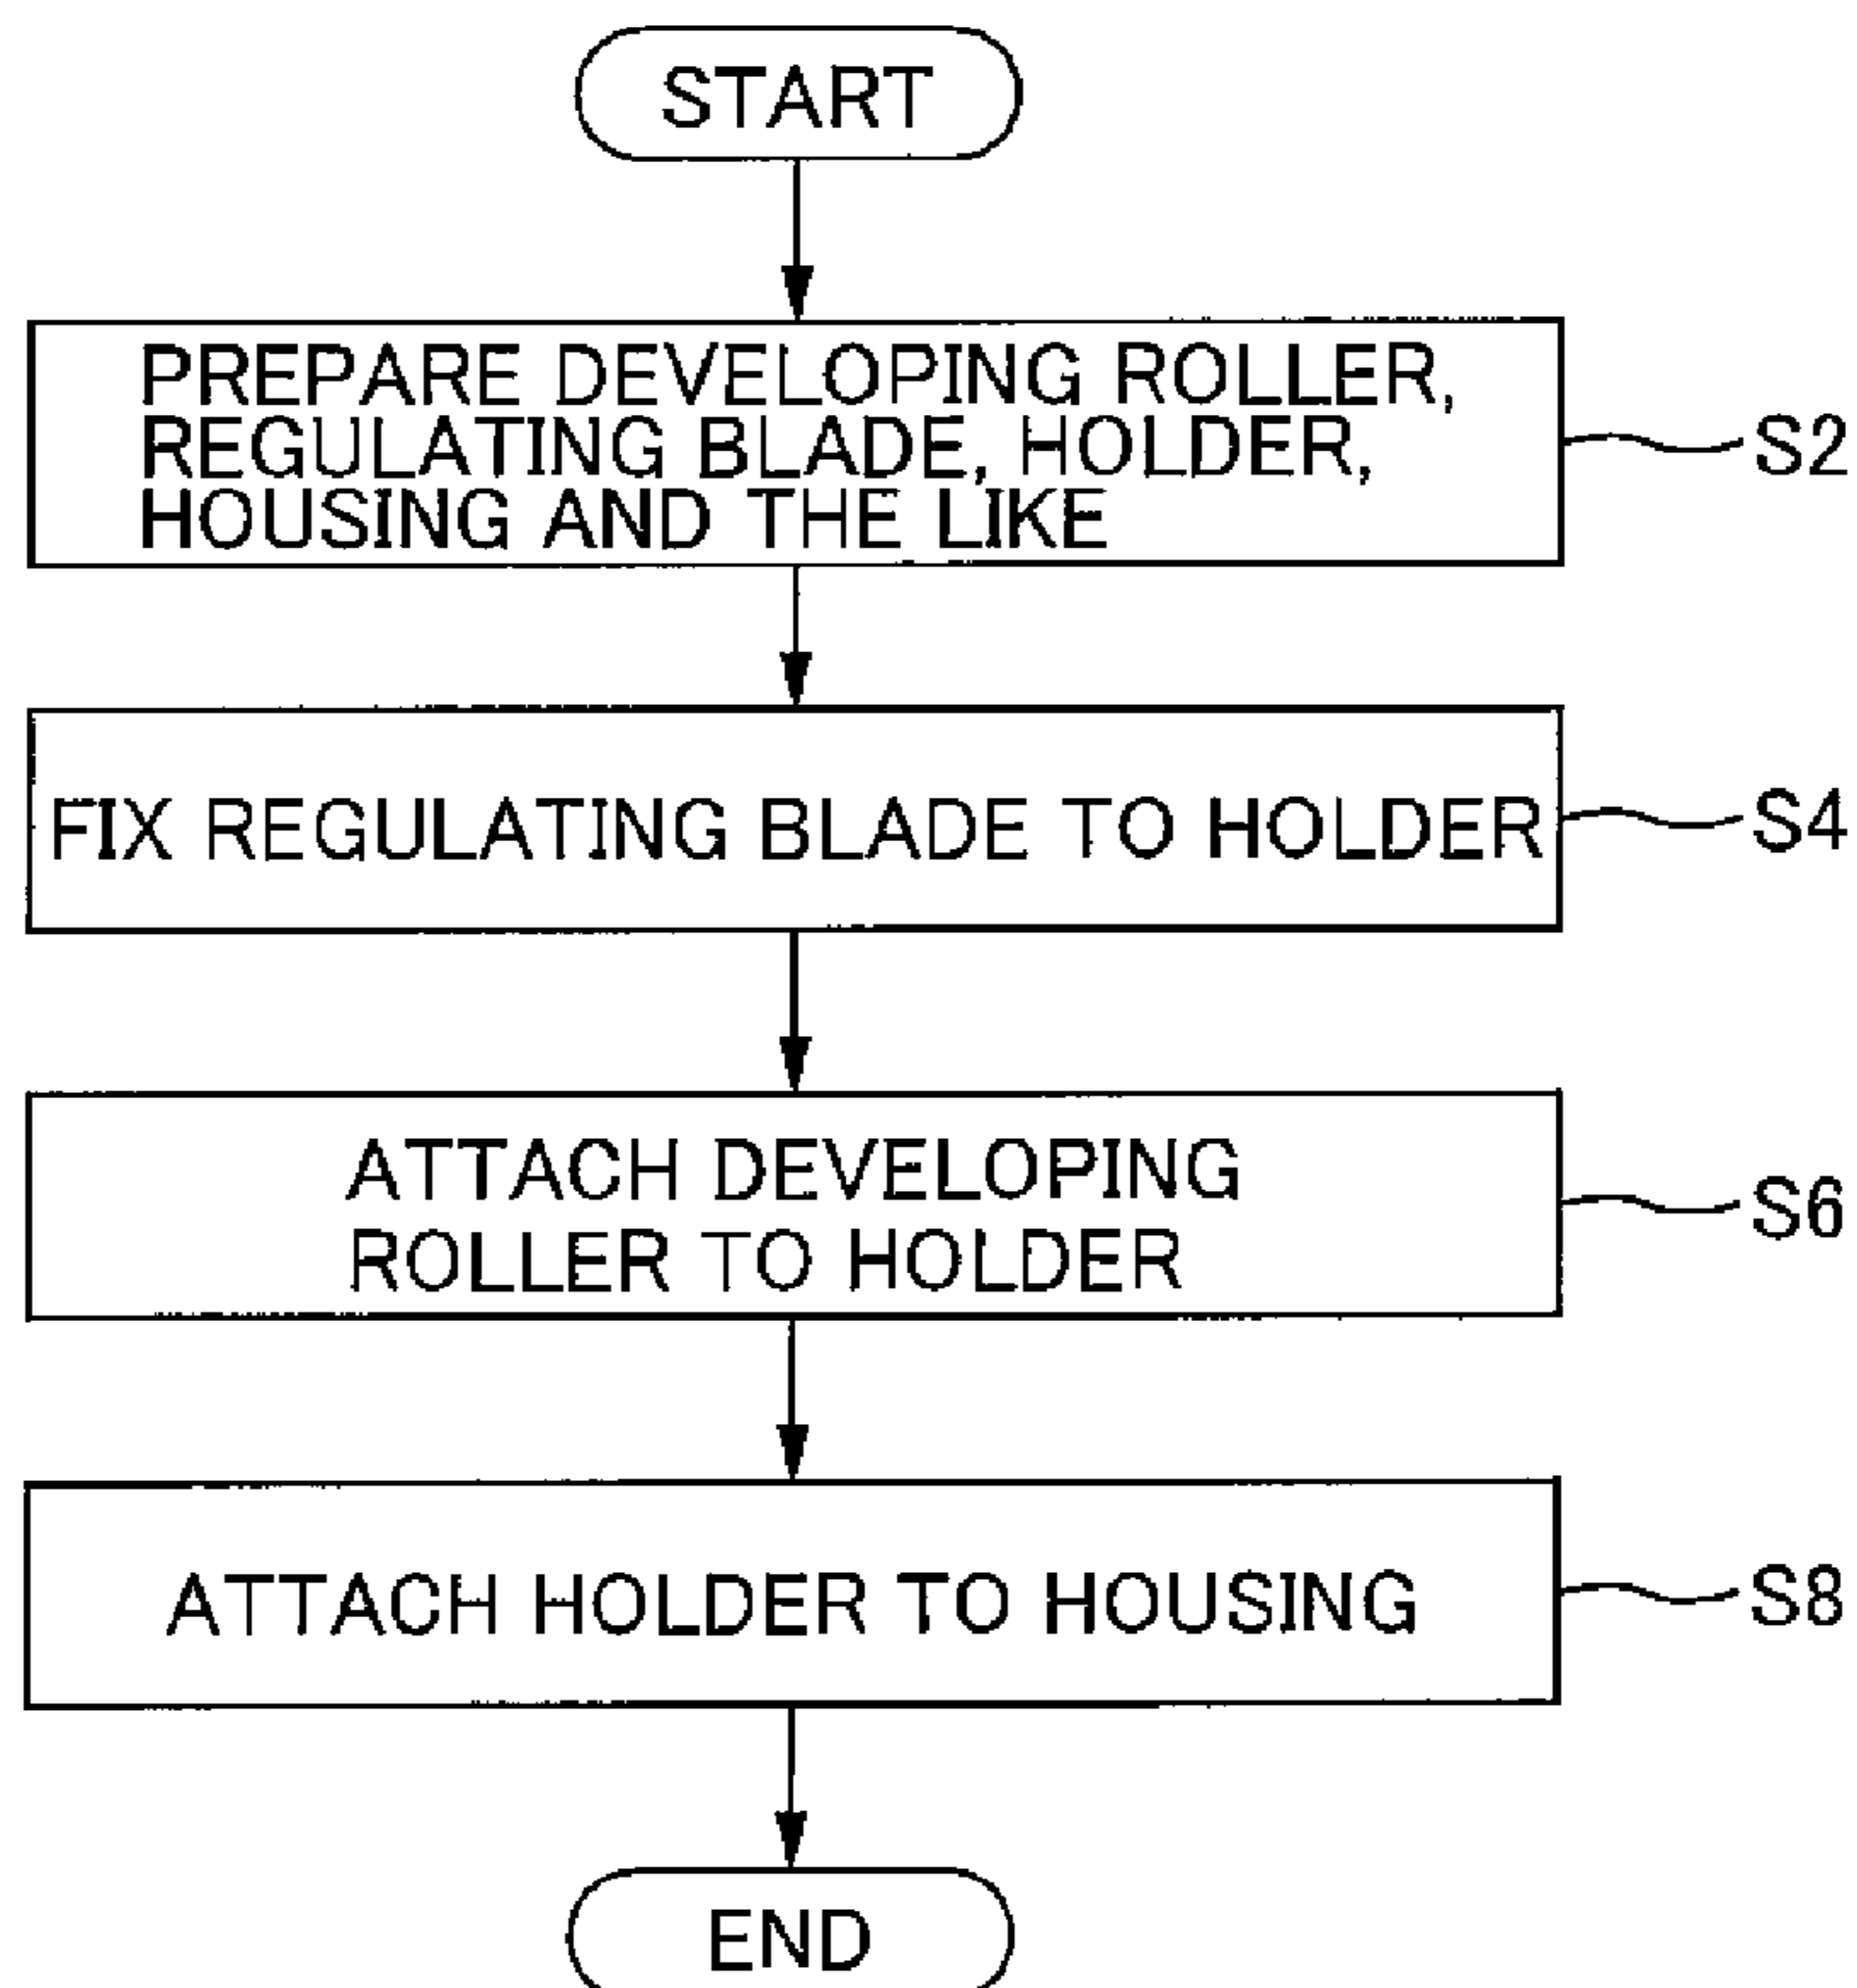 START
PREPARE DEVELOPING ROLLER,
REGULATING BLADE, HOLDER,
HOUSING AND THE LIKE
S2
FIX REGULATING BLADE TO HOLDER
S4
ATTACH DEVELOPING
ROLLER TO HOLDER
S6
ATTACH HOLDER TO HOUSING
S8
END